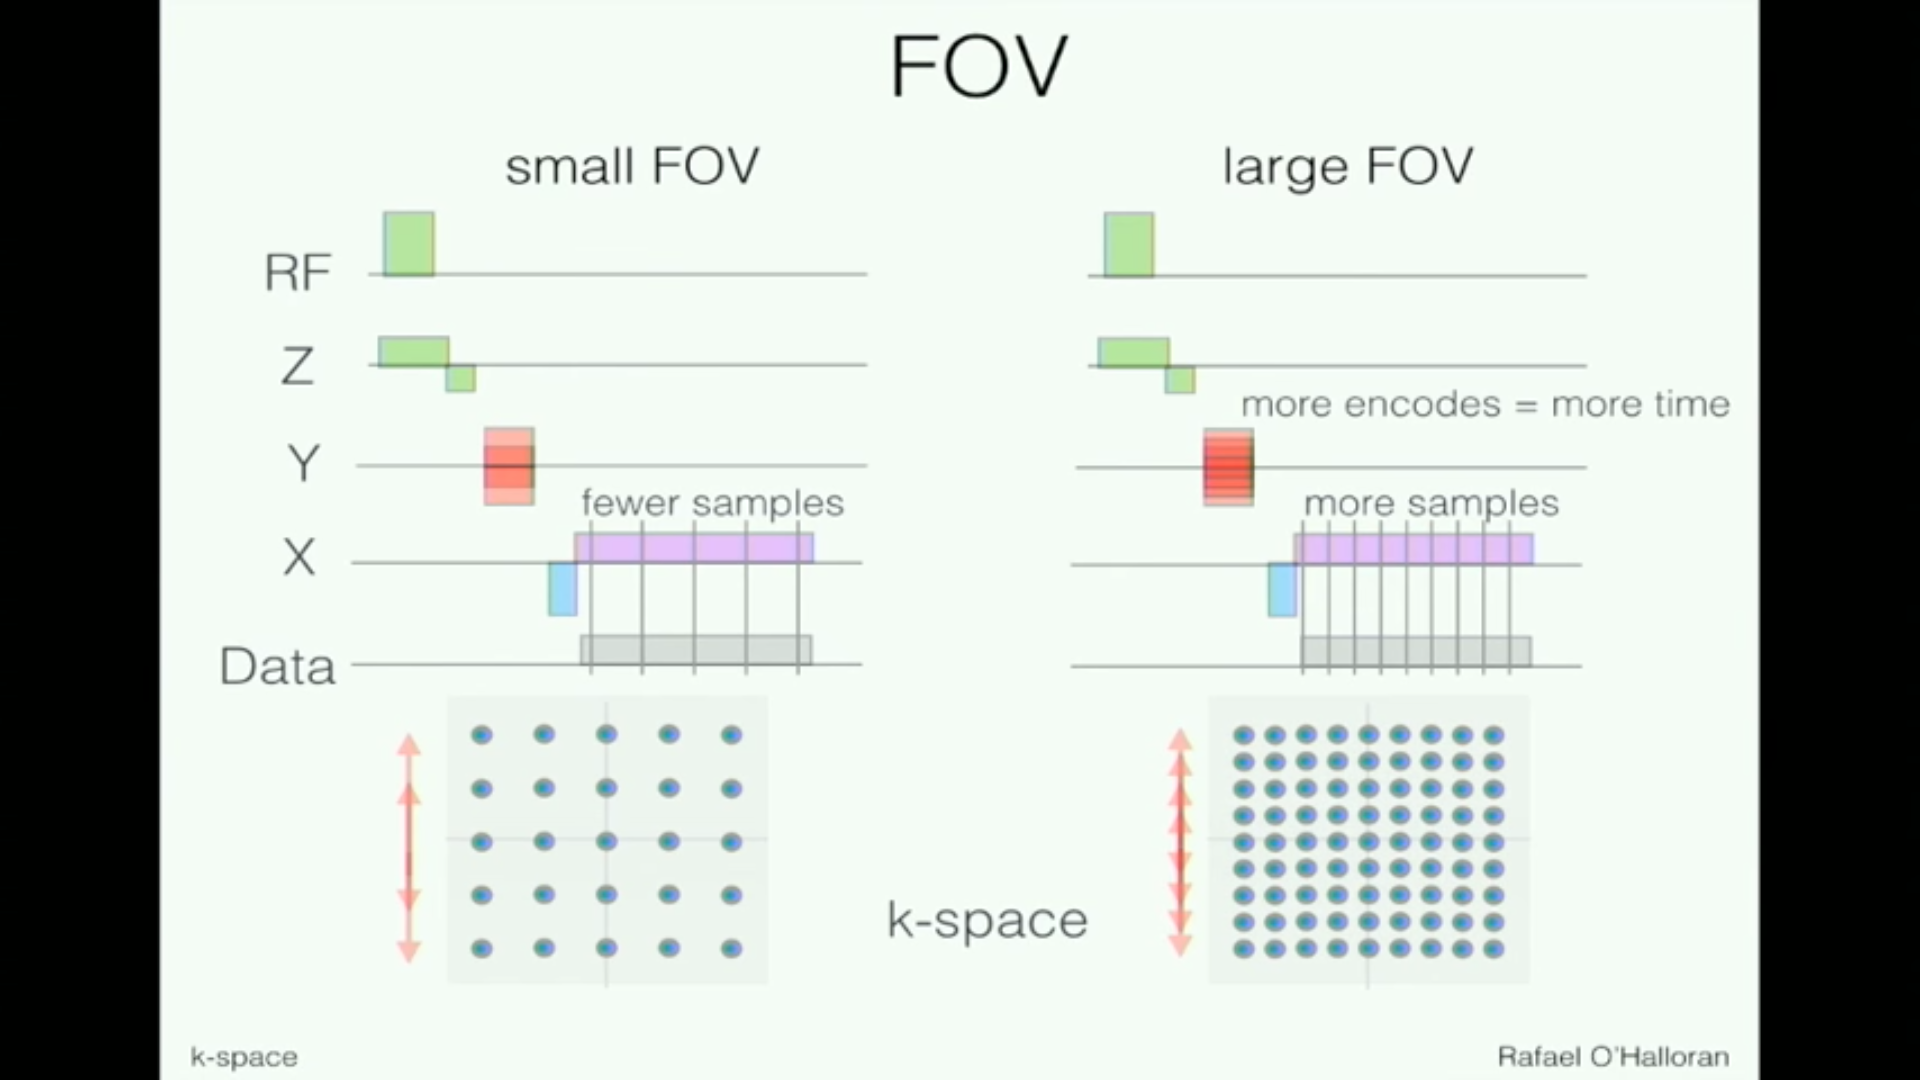 FOV
small FOV
large FOV
RF
Z
more encodes = more time
Y
fewer samples
more samples
X
Data
k-space
k-space
Rafael O'Halloran